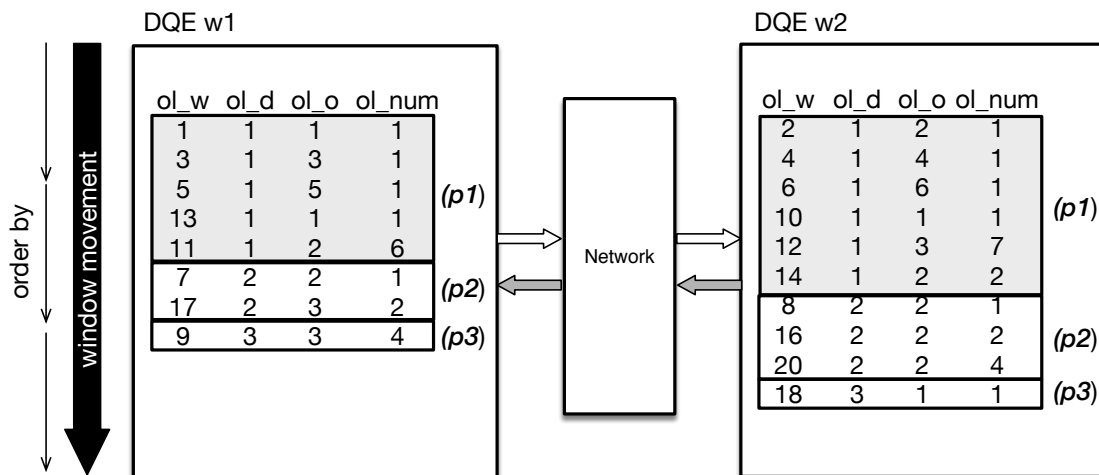 DQE w1
ol_w ol_d ol_o ol_num
1 1 1 1
3 1 3 1
5 1 5 1
13 1 1 1
11 1 2 6
(p1)
7 2 2 1
17 2 3 2
(p2)
9 3 3 4
(p3)
order by
window movement
Network
DQE w2
ol_w ol_d ol_o ol_num
2 1 2 1
4 1 4 1
6 1 6 1
10 1 1 1
12 1 3 7
14 1 2 2
(p1)
8 2 2 1
16 2 2 2
20 2 2 4
(p2)
18 3 1 1
(p3)